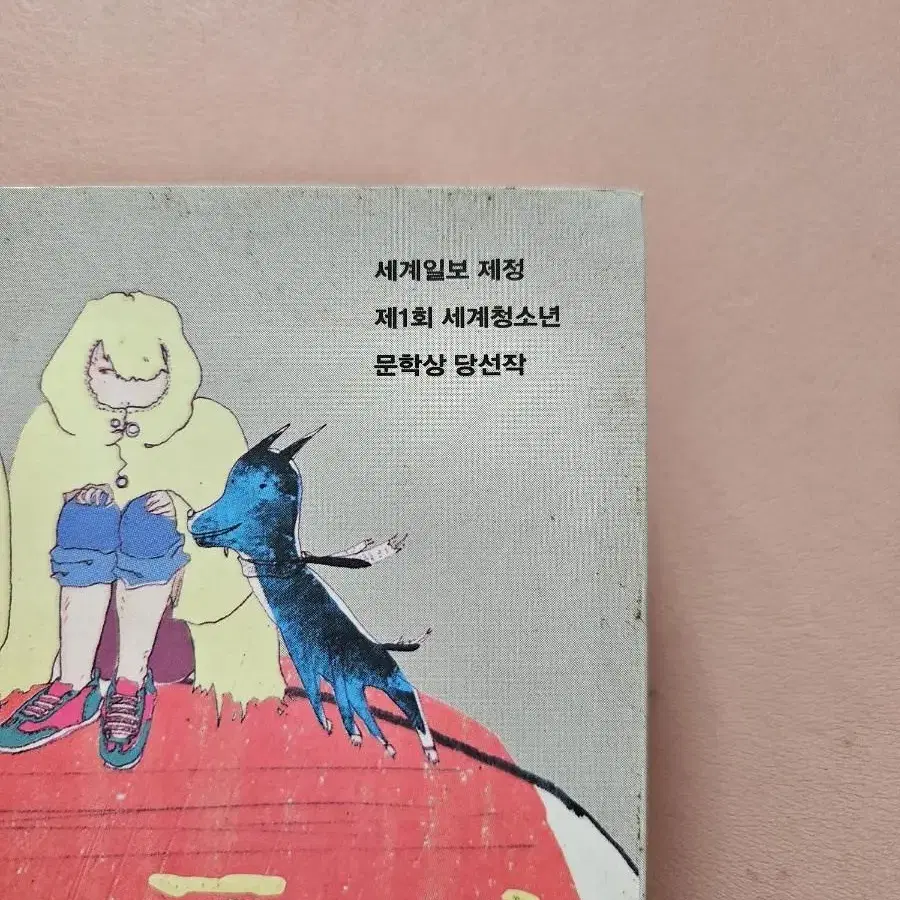 세계일보 제정
제1회 세계청소년
문학상 당선작